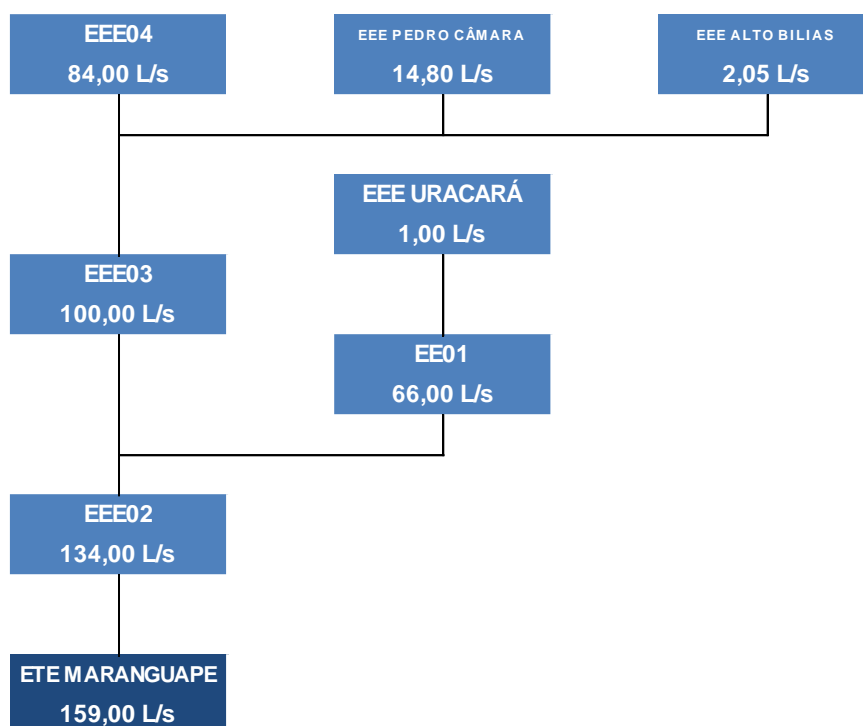 EEE04
84,00 L/s
EEE PEDRO CÂMARA
14,80 L/s
EEE ALTO BILIAS
2,05 L/s
EEE URACARÁ
1,00 L/s
EEE03
100,00 L/s
EE01
66,00 L/s
EEE02
134,00 L/s
ETE MARANGUAPE
159,00 L/s